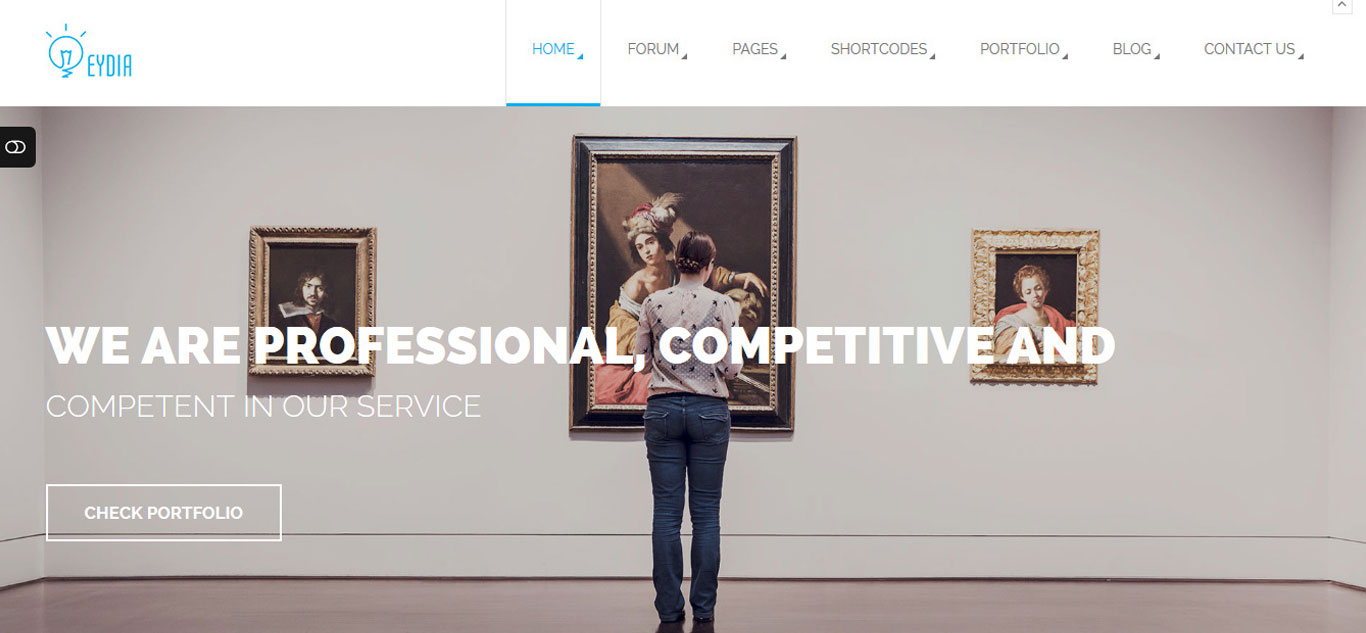 EYDIA
HOME
FORUM
PAGES
SHORTCODES
PORTFOLIO
BLOG
CONTACT US
WE ARE PROFESSIONAL, COMPETITIVE AND
COMPETENT IN OUR SERVICE
CHECK PORTFOLIO